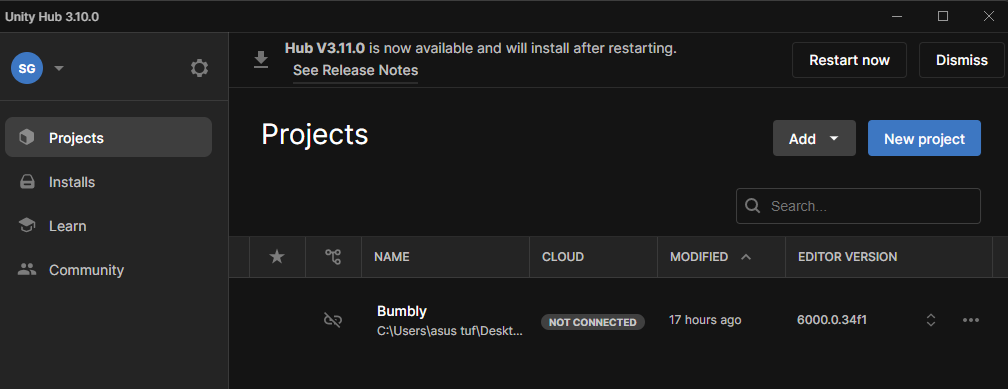 Unity Hub 3.10.0
SG
Hub V3.11.0 is now available and will install after restarting.
See Release Notes
Restart now
Dismiss
Projects
Installs
Learn
Community
Projects
Add
New project
Search...
NAME
CLOUD
MODIFIED
EDITOR VERSION
Bumbly
C:\Users\asus tuf\Deskt...
NOT CONNECTED
17 hours ago
6000.0.34f1